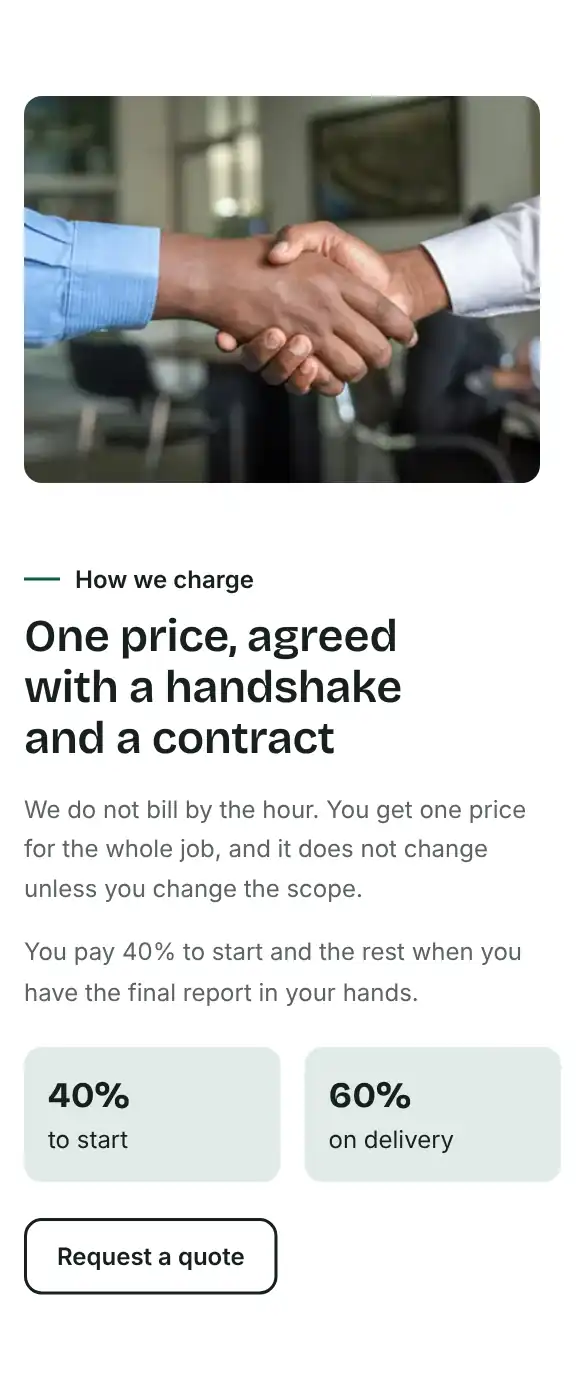 How we charge
One price, agreed
with a handshake
and a contract
We do not bill by the hour. You get one price
for the whole job, and it does not change
unless you change the scope.
You pay 40% to start and the rest when you
have the final report in your hands.
40%
to start
60%
on delivery
Request a quote